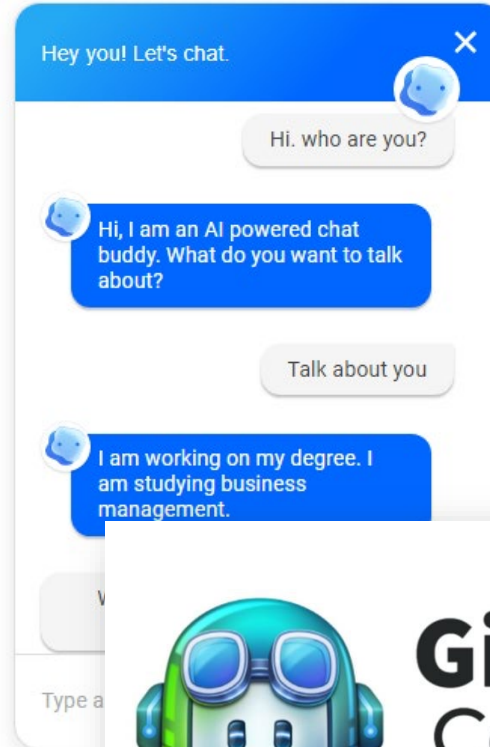 Hey you! Let's chat.
Hi. who are you?
Hi, I am an AI powered chat
buddy. What do you want to talk
about?
Talk about you
I am working on my degree. I
am studying business
management.
Type a